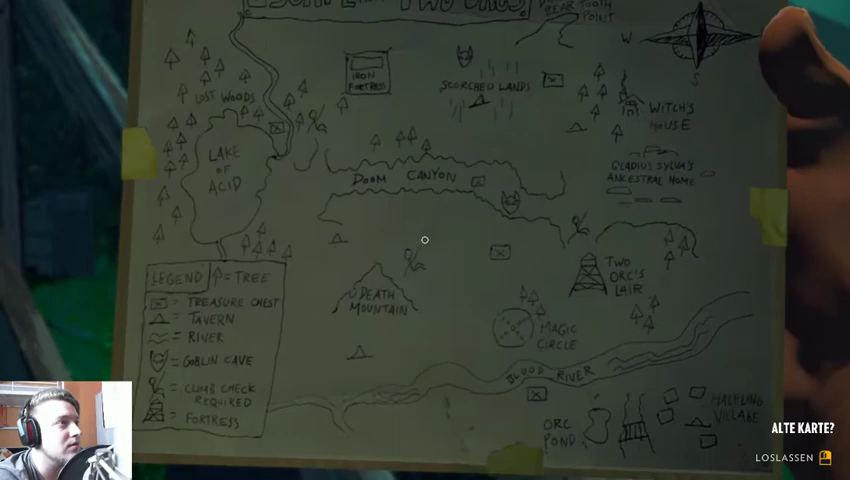 BEAR TOOTH
POINT
W
S
LOST WOODS
IRON
FORTRESS
SCORCHED LANDS
WITCH'S
HOUSE
LAKE
OF
ACID
DOOM CANYON
GLADIUS SYLVA'S
ANCESTRAL HOME
LEGEND
= TREE
= TREASURE CHEST
= TAVERN
= RIVER
= GOBLIN CAVE
= CLIMB CHECK
REQUIRED
= FORTRESS
DEATH
MOUNTAIN
TWO
ORC'S
LAIR
MAGIC
CIRCLE
BLOOD RIVER
ORC
POND
HALFLING
VILLAGE
ALTE KARTE?
LOSLASSEN